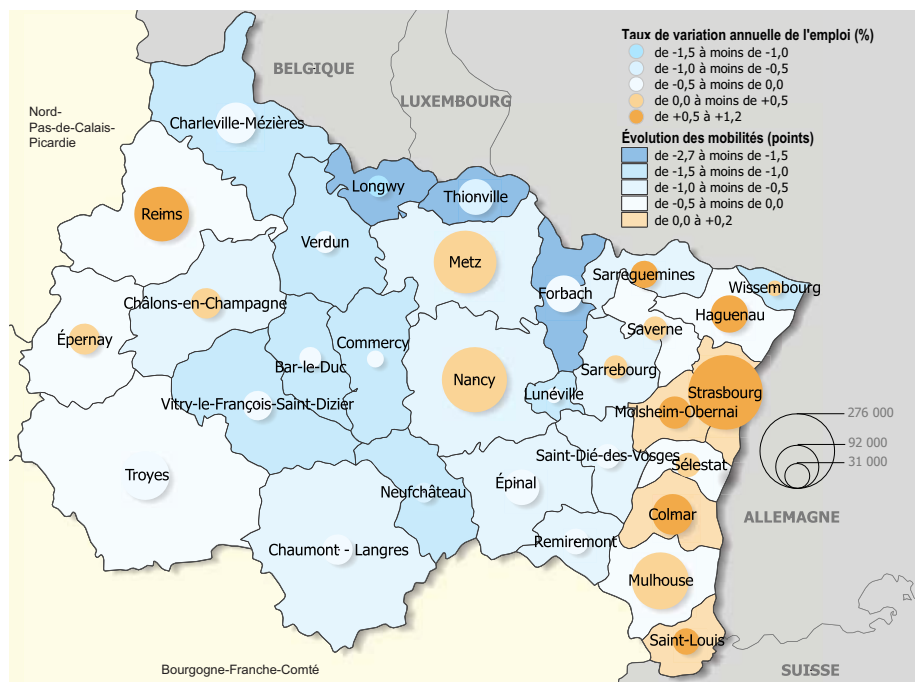 Taux de variation annuelle de l'emploi (%)
de -1,5 à moins de -1,0
de -1,0 à moins de -0,5
de -0,5 à moins de 0,0
de 0,0 à moins de +0,5
de +0,5 à +1,2
Évolution des mobilités (points)
de -2,7 à moins de -1,5
de -1,5 à moins de -1,0
de -1,0 à moins de -0,5
de -0,5 à moins de 0,0
de 0,0 à +0,2
BELGIQUE
LUXEMBOURG
Nord-
Pas-de-Calais-
Picardie
Charleville-Mézières
Longwy
Thionville
Reims
Verdun
Metz
Forbach
Sarreguemines
Wissembourg
Haguenau
Châlons-en-Champagne
Épernay
Saverne
Commercy
Bar-le-Duc
Nancy
Sarrebourg
Lunéville
Strasbourg
Molsheim-Obernai
Vitry-le-François-Saint-Dizier
276 000
92 000
31 000
Saint-Dié-des-Vosges
Sélestat
Troyes
Épinal
Neufchâteau
Colmar
ALLEMAGNE
Remiremont
Chaumont - Langres
Mulhouse
Saint-Louis
Bourgogne-Franche-Comté
SUISSE